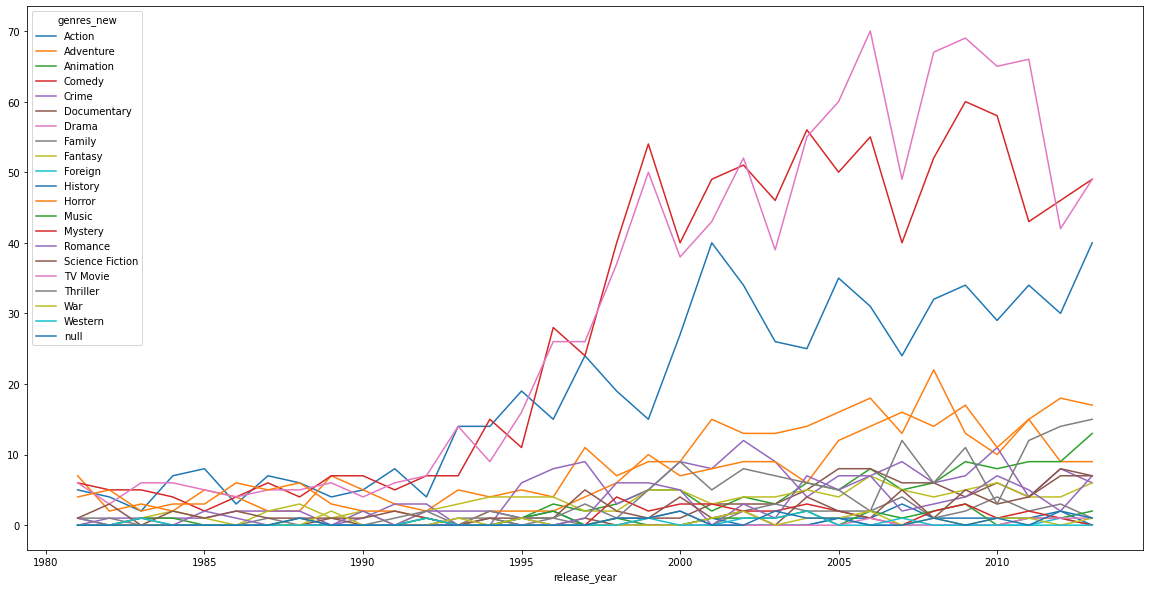 genres_new
Action
Adventure
Animation
Comedy
Crime
Documentary
Drama
Family
Fantasy
Foreign
History
Horror
Music
Mystery
Romance
Science Fiction
TV Movie
Thriller
War
Western
null
70
60
50
40
30
20
10
0
1980 1985 1990 1995 2000 2005 2010
release_year